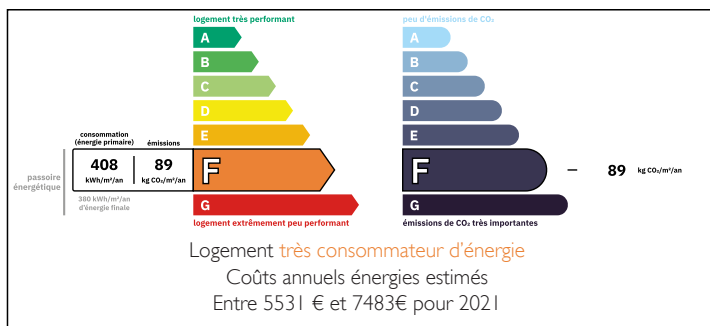 logement très performant
A
B
C
D
E
consommation
(énergie primaire)
émissions
408
kWh/m²/an
89
kg CO₂/m²/an
F
passoire
énergétique
380 kWh/m²/an
d'énergie finale
G
logement extrêmement peu performant
peu d'émissions de CO₂
A
B
C
D
E
F
89 kg CO₂/m²/an
G
émissions de CO₂ très importantes
Logement très consommateur d'énergie
Coûts annuels énergies estimés
Entre 5531 € et 7483€ pour 2021